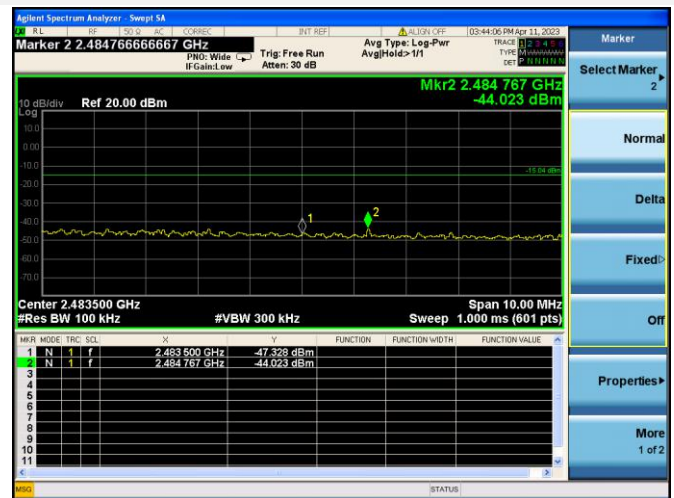 Agilent Spectrum Analyzer - Swept SA
RL RF 50 Ω AC CORREC INT REF ALIGN OFF 03:44:06 PM Apr 11, 2023
Marker 2 2.484766666667 GHz
PNO: Wide Trig: Free Run
IFGain:Low Atten: 30 dB
Avg Type: Log-Pwr
Avg|Hold>1/1
TRACE 1 2 3 4 5 6
TYPE
DET P N N N N N
Mkr2 2.484 767 GHz
-44.023 dBm
10 dB/div Ref 20.00 dBm
Log
10.0
0.00
-10.0
-15.04 dBm
-20.0
-30.0
-40.0
1
2
-50.0
-60.0
-70.0
Center 2.483500 GHz Span 10.00 MHz
#Res BW 100 kHz #VBW 300 kHz Sweep 1.000 ms (601 pts)
MKR MODE TRC SCL X Y FUNCTION FUNCTION WIDTH FUNCTION VALUE
1 N 1 f 2.483 500 GHz -47.328 dBm
2 N 1 f 2.484 767 GHz -44.023 dBm
3
4
5
6
7
8
9
10
11
MSG STATUS
Marker
Select Marker
2
Normal
Delta
Fixed
Off
Properties
More
1 of 2